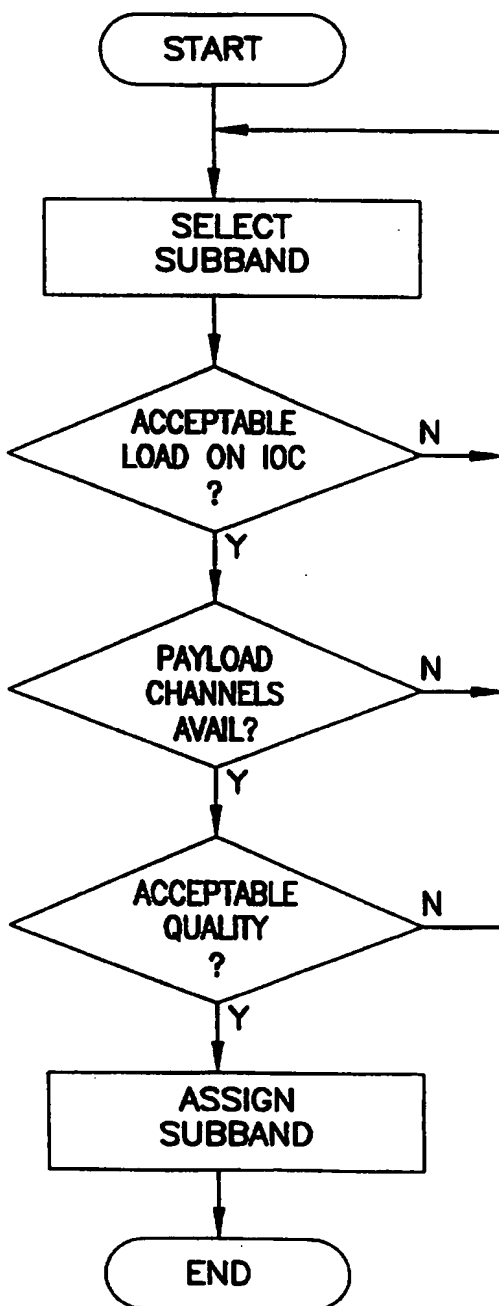 START
SELECT
SUBBAND
ACCEPTABLE
LOAD ON IOC
?
N
Y
PAYLOAD
CHANNELS
AVAIL?
N
Y
ACCEPTABLE
QUALITY
?
N
Y
ASSIGN
SUBBAND
END